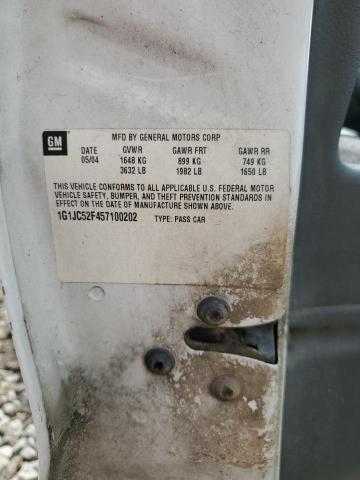 GM
MFD BY GENERAL MOTORS CORP
DATE GVWR GAWR FRT GAWR RR
05/04 1648 KG 899 KG 749 KG
3632 LB 1982 LB 1650 LB
THIS VEHICLE CONFORMS TO ALL APPLICABLE U.S. FEDERAL MOTOR
VEHICLE SAFETY, BUMPER, AND THEFT PREVENTION STANDARDS IN
EFFECT ON THE DATE OF MANUFACTURE SHOWN ABOVE.
1G1JC52F457100202 TYPE: PASS CAR